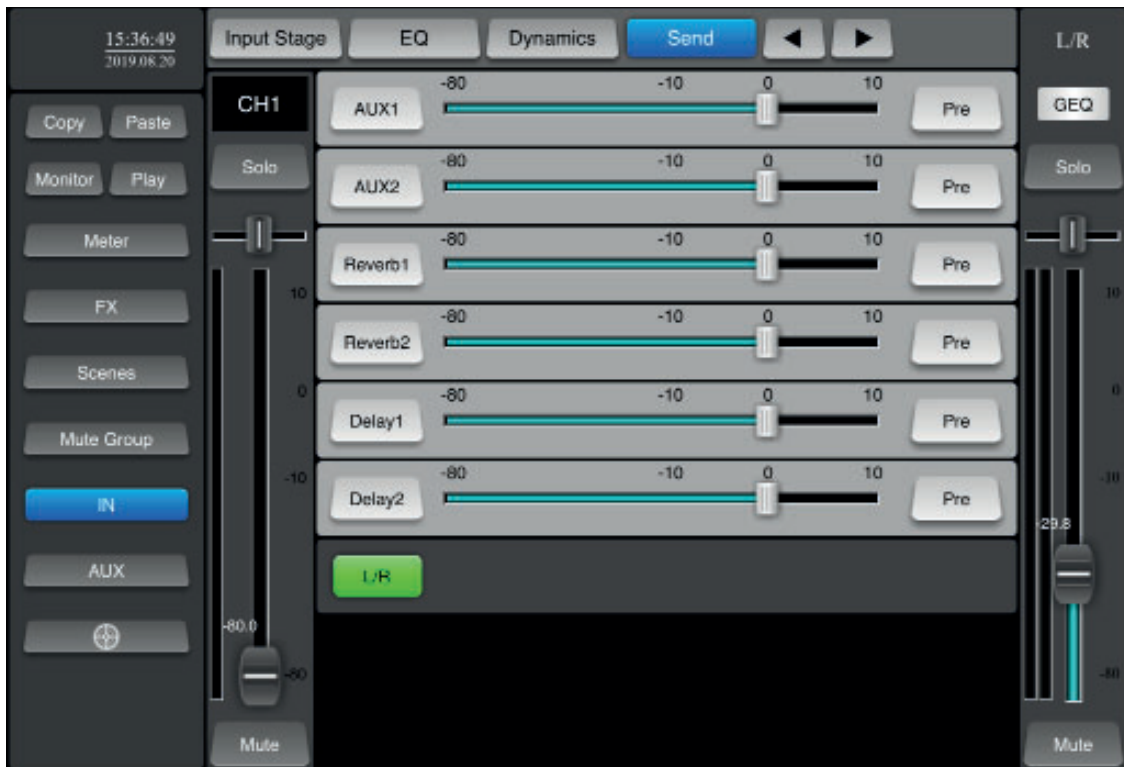 15:36:49
2019.08.20
Input Stage EQ Dynamics Send
L/R
Copy Paste
Monitor Play
Meter
FX
Scenes
Mute Group
IN
AUX
CH1
Solo
10
0
-10
-80.0
-80
Mute
-80 -10 0 10
AUX1 Pre
-80 -10 0 10
AUX2 Pre
-80 -10 0 10
Reverb1 Pre
-80 -10 0 10
Reverb2 Pre
-80 -10 0 10
Delay1 Pre
-80 -10 0 10
Delay2 Pre
L/R
GEQ
Solo
10
0
-10
-29.8
-80
Mute